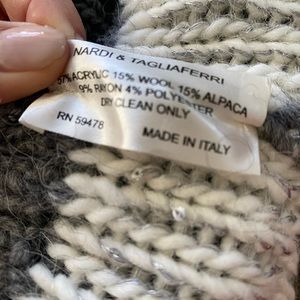 NARDI & TAGLIAFERRI
57% ACRYLIC 15% WOOL 15% ALPACA
9% RAYON 4% POLYESTER
DRY CLEAN ONLY
RN 59478
MADE IN ITALY